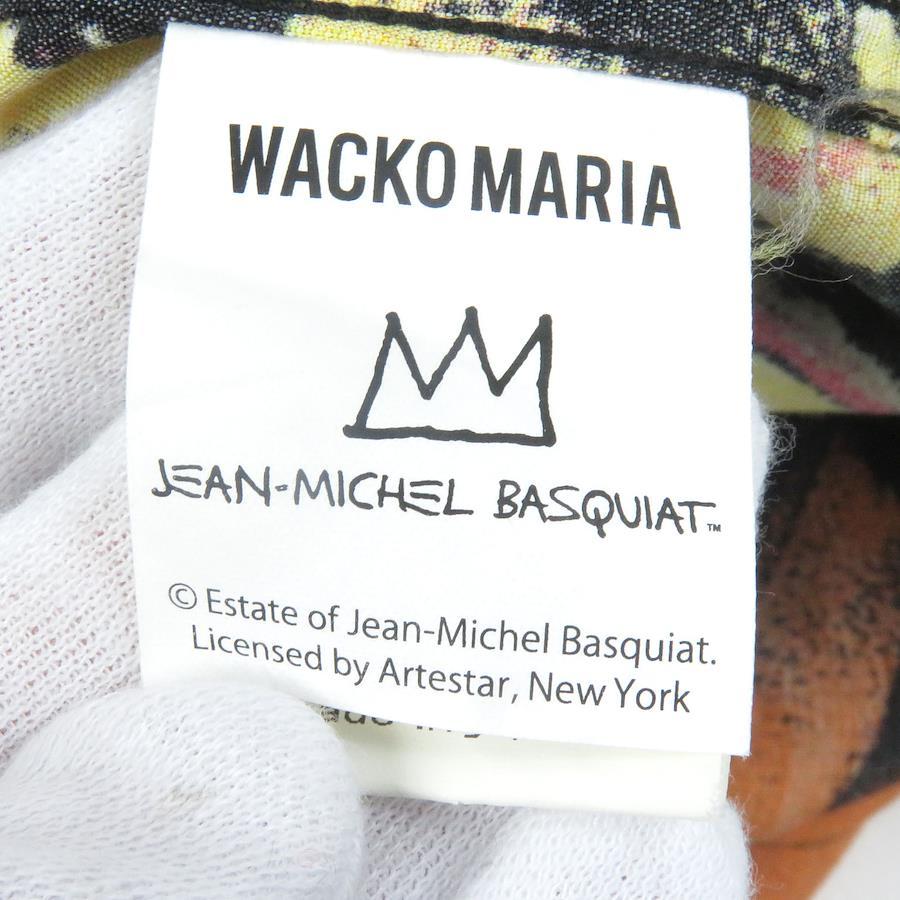 WACKO MARIA
JEAN-MICHEL BASQUIAT™
© Estate of Jean-Michel Basquiat.
Licensed by Artestar, New York